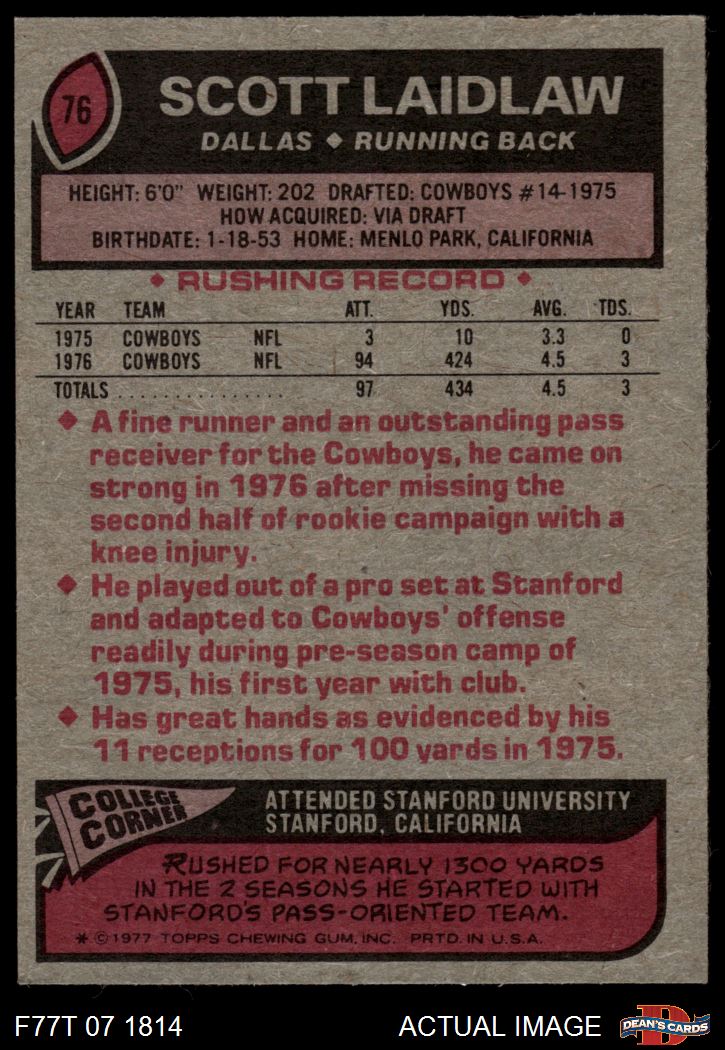 76
SCOTT LAIDLAW
DALLAS ◆ RUNNING BACK
HEIGHT: 6'0" WEIGHT: 202 DRAFTED: COWBOYS #14-1975
HOW ACQUIRED: VIA DRAFT
BIRTHDATE: 1-18-53 HOME: MENLO PARK, CALIFORNIA
◆ RUSHING RECORD ◆
YEAR TEAM ATT. YDS. AVG. TDS.
1975 COWBOYS NFL 3 10 3.3 0
1976 COWBOYS NFL 94 424 4.5 3
TOTALS . . . . . . . . . . . . . . . 97 434 4.5 3
◆ A fine runner and an outstanding pass
receiver for the Cowboys, he came on
strong in 1976 after missing the
second half of rookie campaign with a
knee injury.
◆ He played out of a pro set at Stanford
and adapted to Cowboys' offense
readily during pre-season camp of
1975, his first year with club.
◆ Has great hands as evidenced by his
11 receptions for 100 yards in 1975.
COLLEGE
CORNER
ATTENDED STANFORD UNIVERSITY
STANFORD, CALIFORNIA
RUSHED FOR NEARLY 1300 YARDS
IN THE 2 SEASONS HE STARTED WITH
STANFORD'S PASS-ORIENTED TEAM.
* © 1977 TOPPS CHEWING GUM, INC. PRTD. IN U.S.A.
F77T 07 1814 ACTUAL IMAGE
D
DEAN'S CARDS